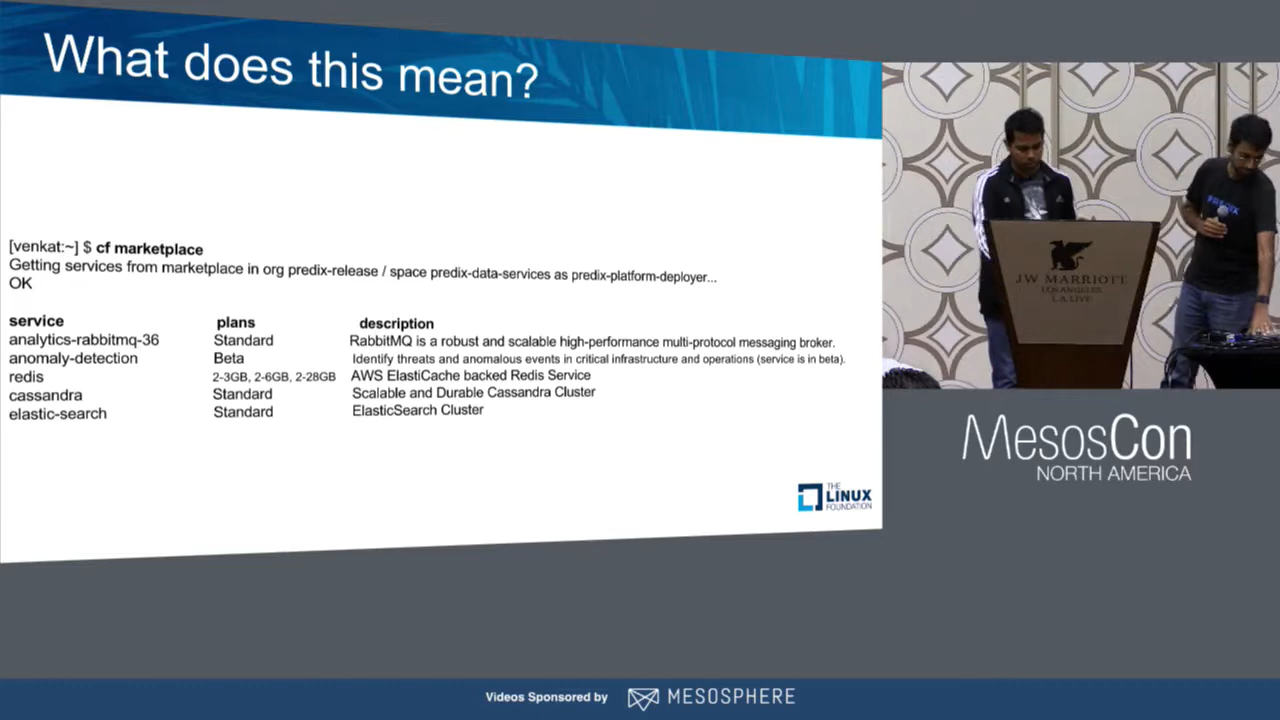 What does this mean?
[venkat:~] $ cf marketplace
Getting services from marketplace in org predix-release / space predix-data-services as predix-platform-deployer...
OK
service plans description
analytics-rabbitmq-36 Standard RabbitMQ is a robust and scalable high-performance multi-protocol messaging broker.
anomaly-detection Beta Identify threats and anomalous events in critical infrastructure and operations (service is in beta).
redis 2-3GB, 2-6GB, 2-28GB AWS ElastiCache backed Redis Service
cassandra Standard Scalable and Durable Cassandra Cluster
elastic-search Standard ElasticSearch Cluster
THE
LINUX
FOUNDATION
JW MARRIOTT
LOS ANGELES
L.A. LIVE
MesosCon
NORTH AMERICA
Videos Sponsored by MESOSPHERE